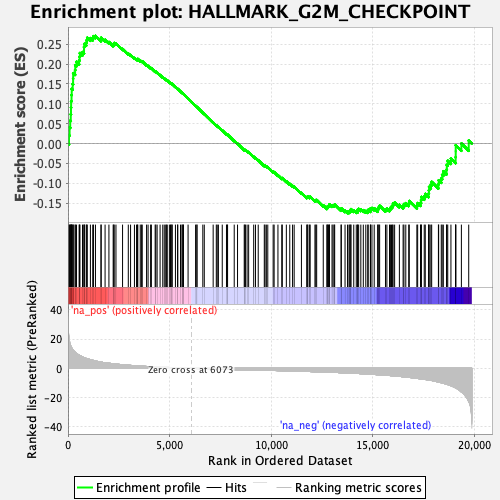 Enrichment plot: HALLMARK_G2M_CHECKPOINT
Enrichment score (ES)
0.25
0.20
0.15
0.10
0.05
0.00
-0.05
-0.10
-0.15
Ranked list metric (PreRanked)
40
20
0
-20
-40
'na_pos' (positively correlated)
Zero cross at 6073
'na_neg' (negatively correlated)
0
5,000
10,000
15,000
20,000
Rank in Ordered Dataset
Enrichment profile
Hits
Ranking metric scores